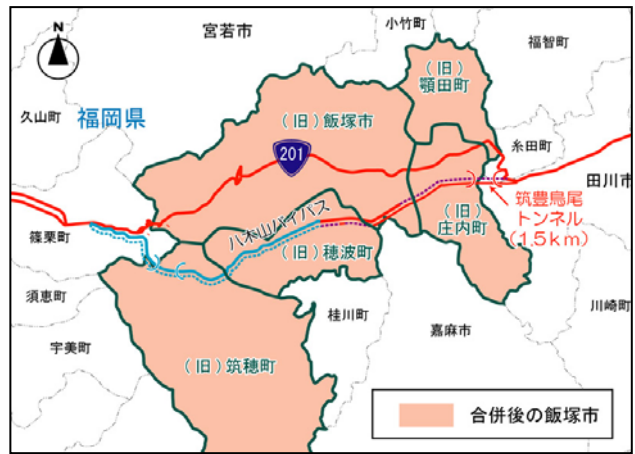 宮若市
小竹町
福智町
N
(旧)
頴田町
久山町
福岡県
(旧)飯塚市
201
糸田町
田川市
筑豊烏尾
トンネル
(1.5km)
八木山バイパス
(旧)
庄内町
篠栗町
(旧)穂波町
須恵町
桂川町
嘉麻市
川崎町
宇美町
(旧)筑穂町
合併後の飯塚市